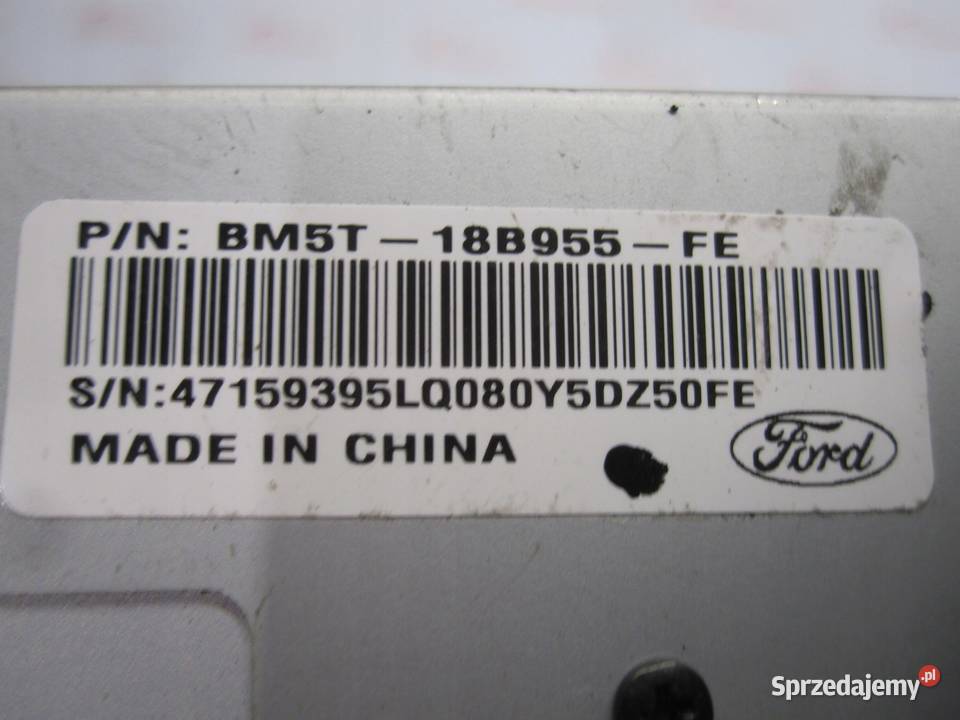 P/N: BM5T-18B955-FE
S/N:47159395LQ080Y5DZ50FE
MADE IN CHINA
Ford
Sprzedajemy.pl